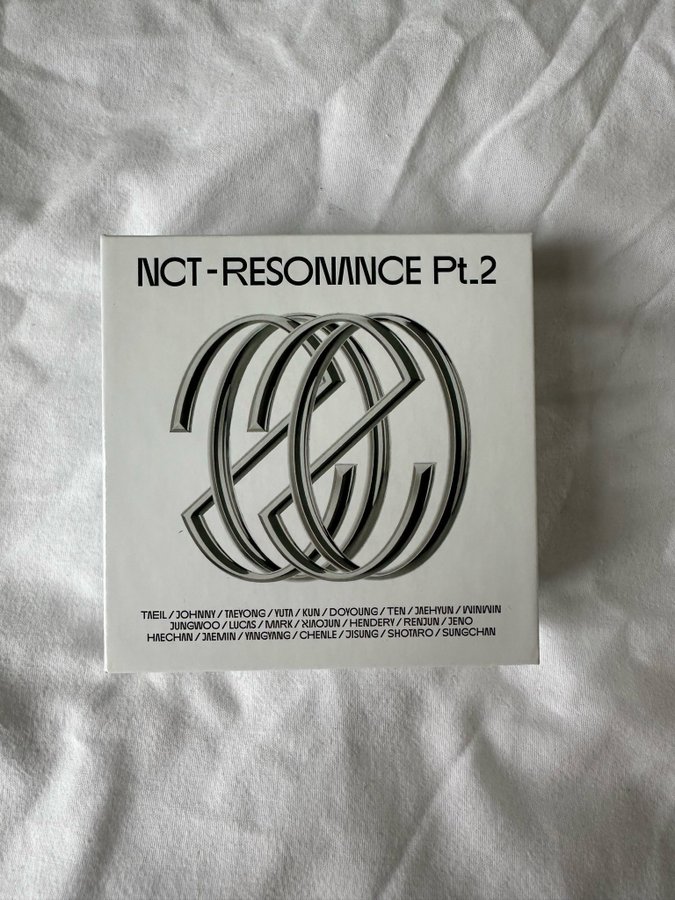 NCT-RESONANCE Pt.2
TAEIL / JOHNNY / TAEYONG / YUTA / KUN / DOYOUNG / TEN / JAEHYUN / WINWIN
JUNGWOO / LUCAS / MARK / XIAOJUN / HENDERY / RENJUN / JENO
HAECHAN / JAEMIN / YANGYANG / CHENLE / JISUNG / SHOTARO / SUNGCHAN